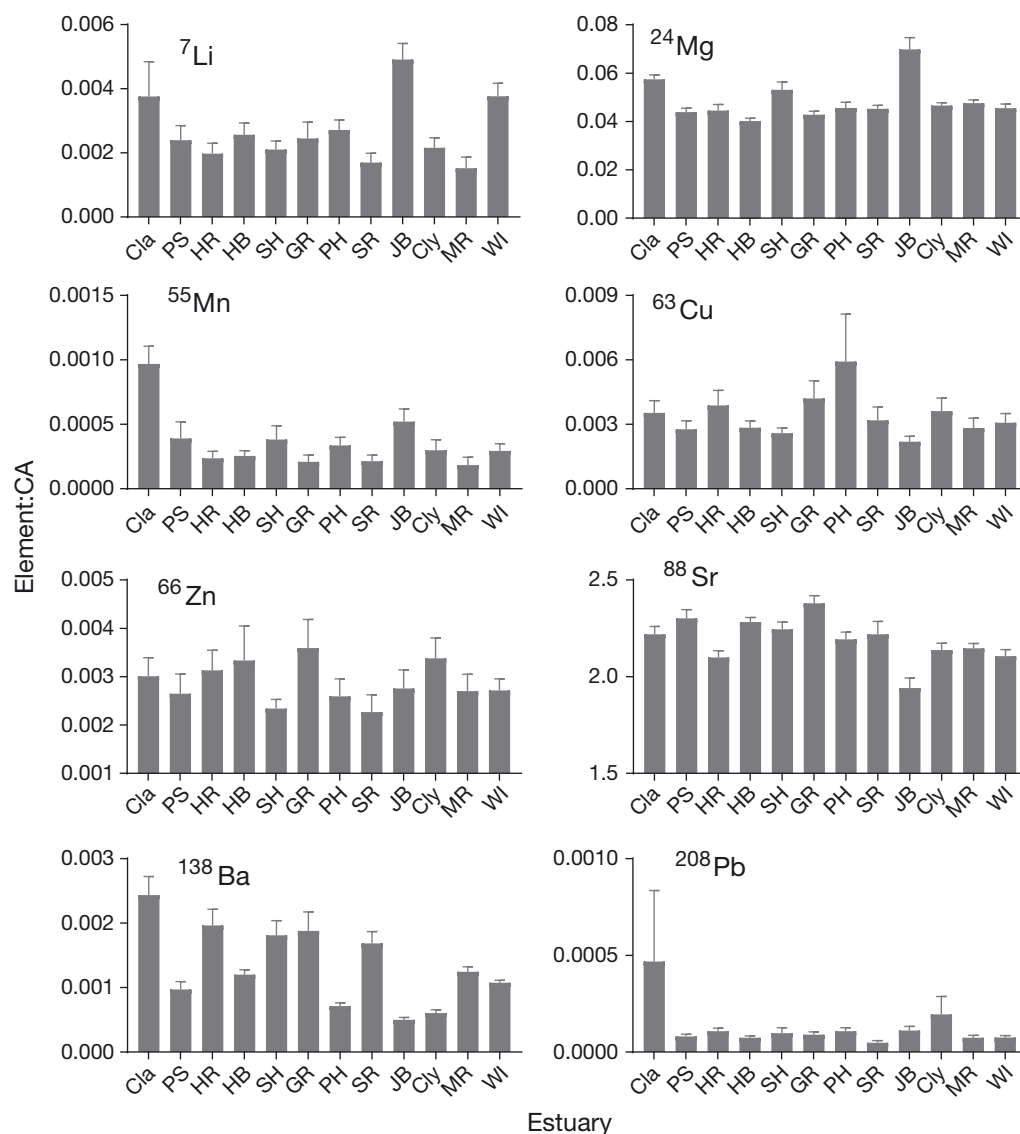 7Li
0.006
0.004
0.002
0.000
Cla PS HR HB SH GR PH SR JB Cly MR WI
24Mg
0.08
0.06
0.04
0.02
0.00
Cla PS HR HB SH GR PH SR JB Cly MR WI
55Mn
0.0015
0.0010
0.0005
0.0000
Cla PS HR HB SH GR PH SR JB Cly MR WI
63Cu
0.009
0.006
0.003
0.000
Cla PS HR HB SH GR PH SR JB Cly MR WI
Element:CA
66Zn
0.005
0.004
0.003
0.002
0.001
Cla PS HR HB SH GR PH SR JB Cly MR WI
88Sr
2.5
2.0
1.5
Cla PS HR HB SH GR PH SR JB Cly MR WI
138Ba
0.003
0.002
0.001
0.000
Cla PS HR HB SH GR PH SR JB Cly MR WI
208Pb
0.0010
0.0005
0.0000
Cla PS HR HB SH GR PH SR JB Cly MR WI
Estuary